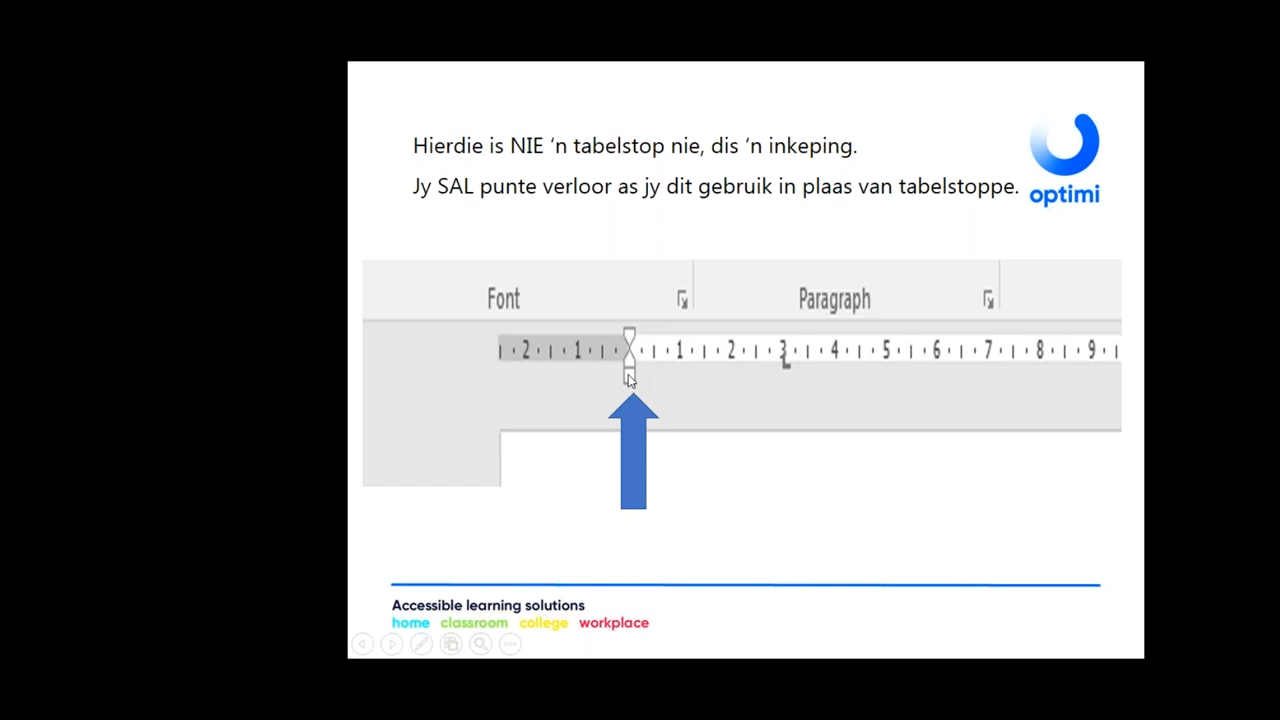 Hierdie is NIE ‘n tabelstop nie, dis ‘n inkeping.
Jy SAL punte verloor as jy dit gebruik in plaas van tabelstoppe.
optimi
Font Paragraph
2 1 1 2 3 4 5 6 7 8 9
Accessible learning solutions
home classroom college workplace